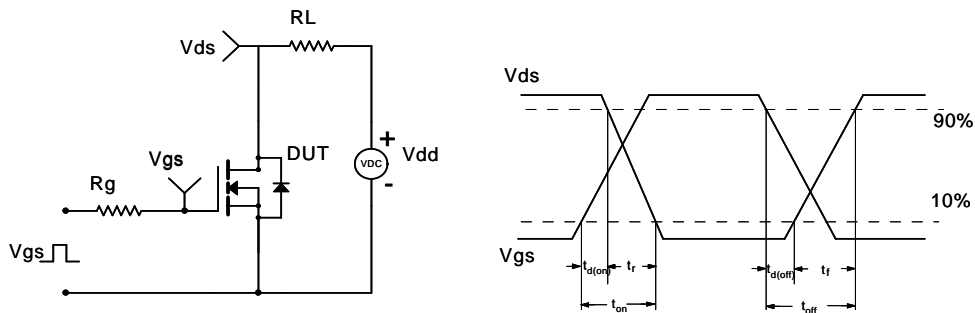 RL
Vds
Vds
90%
+
VDC
Vdd
-
DUT
Vgs
Rg
10%
Vgs
Vgs
td(on)
tr
td(off)
tf
ton
toff